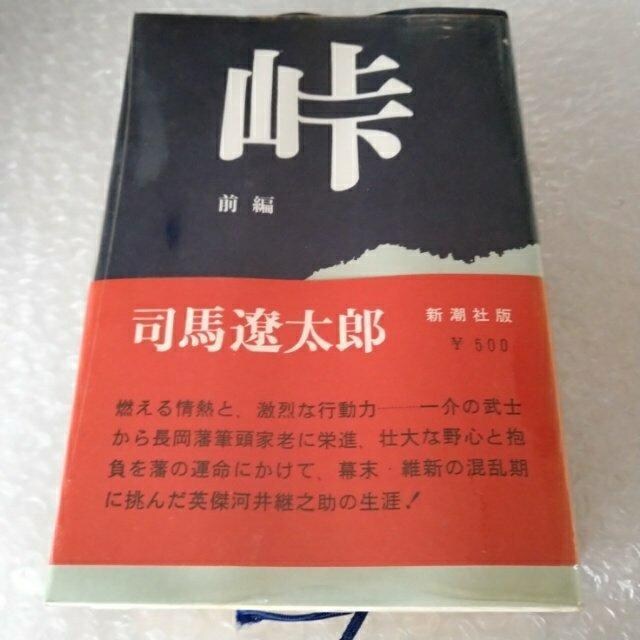 峠
前編
司馬遼太郎
新潮社版
¥500
燃える情熱と、激烈な行動力――一介の武士
から長岡藩筆頭家老に栄進、壮大な野心と抱
負を藩の運命にかけて、幕末・維新の混乱期
に挑んだ英傑河井継之助の生涯!